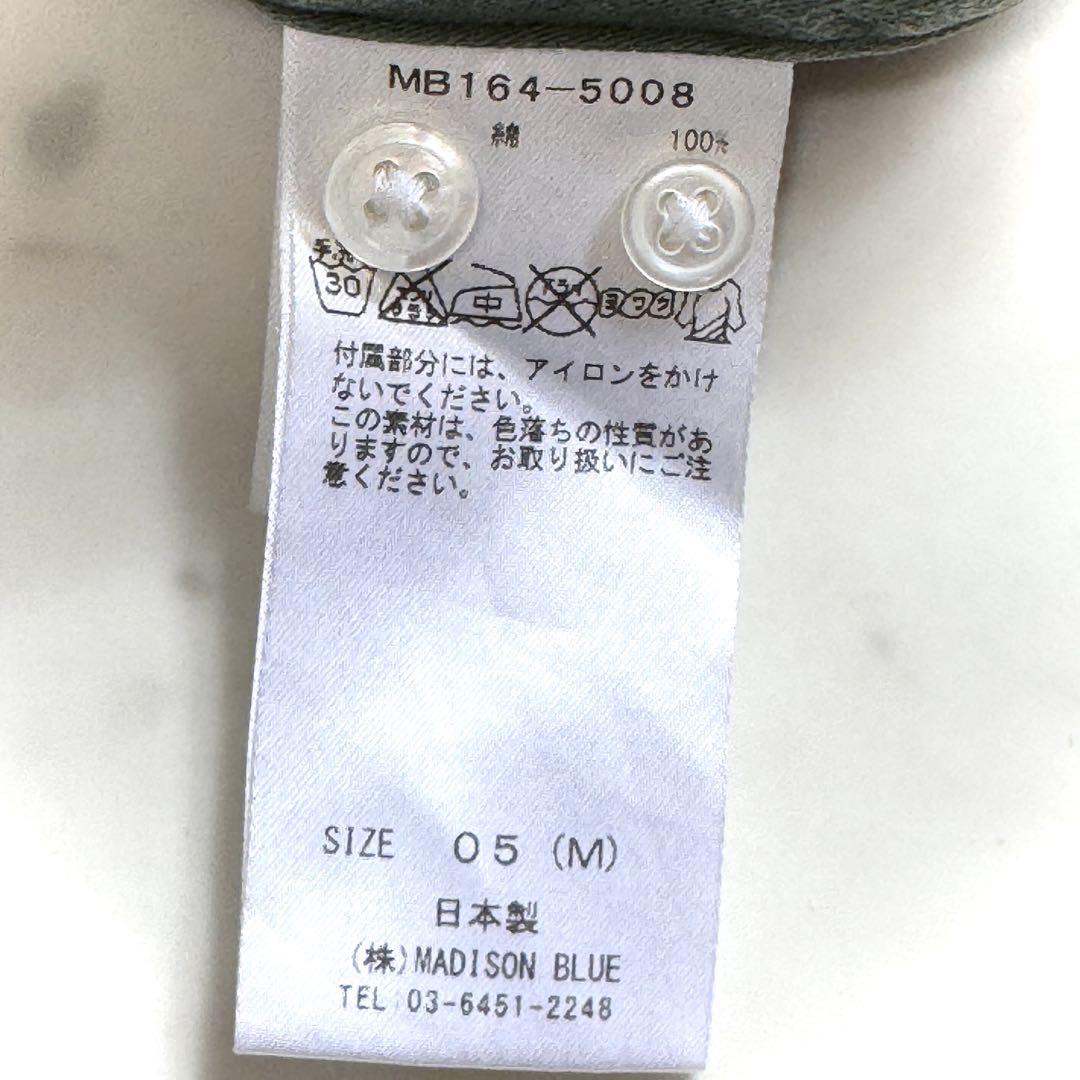 MB164-5008
綿 100%
手洗
30 中 ヨワク
付属部分には、アイロンをかけ
ないでください。
この素材は、色落ちの性質があ
りますので、お取り扱いにご注
意ください。
SIZE 05 (M)
日本製
(株)MADISON BLUE
TEL 03-6451-2248